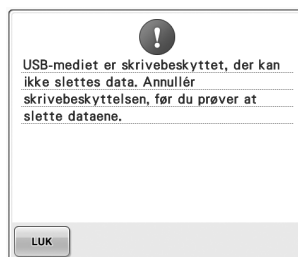 USB-mediet er skrivebeskyttet, der kan
ikke slettes data. Annullér
skrivebeskyttelsen, før du prøver at
slette dataene.
LUK